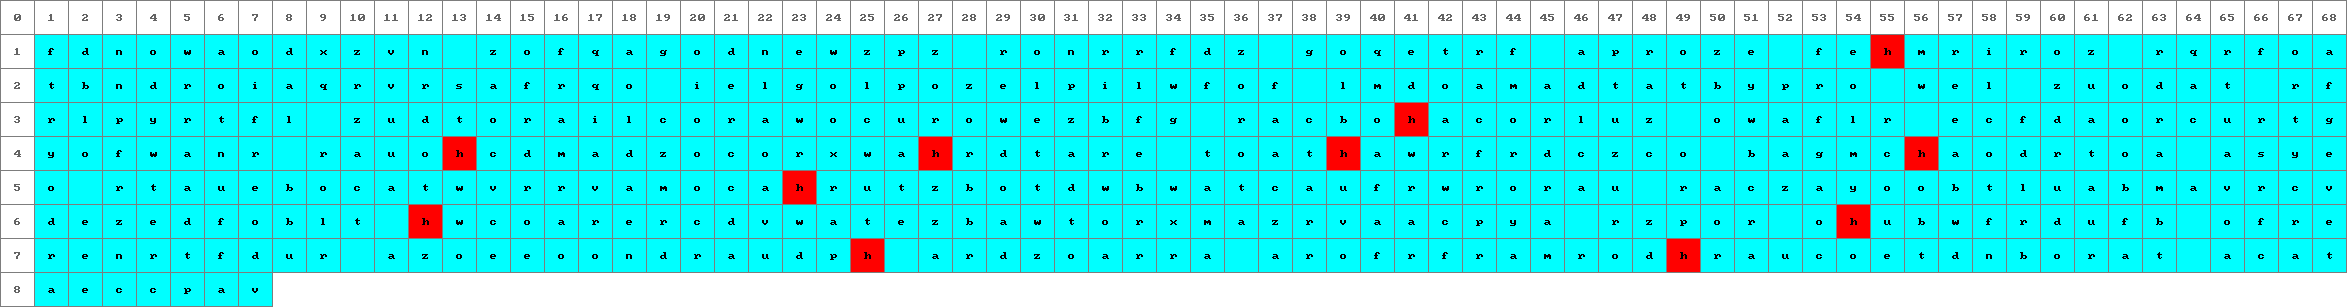 0 1 2 3 4 5 6 7 8 9 10 11 12 13 14 15 16 17 18 19 20 21 22 23 24 25 26 27 28 29 30 31 32 33 34 35 36 37 38 39 40 41 42 43 44 45 46 47 48 49 50 51 52 53 54 55 56 57 58 59 60 61 62 63 64 65 66 67 68
1 f d n o w a o d x z v n z o f q a g o d n e w z p z r o n r r f d z g o q e t r f a p r o z e f e h m r i r o z r q r f o a
2 t b n d r o i a q r v r s a f r q o i e l g o l p o z e l p i l w f o f l m d o a m a d t a t b y p r o w e l z u o d a t r f
3 r l p y r t f l z u d t o r a i l c o r a w o c u r o w e z b f g r a c b o h a c o r l u z o w a f l r e c f d a o r c u r t g
4 y o f w a n r r a u o h c d m a d z o c o r x w a h r d t a r e t o a t h a w r f r d c z c o b a g m c h a o d r t o a a s y e
5 o r t a u e b o c a t w v r r v a m o c a h r u t z b o t d w b w a t c a u f r w r o r a u r a c z a y o o b t l u a b m a v r c v
6 d e z e d f o b l t h w c o a r e r c d v w a t e z b a w t o r x m a z r v a a c p y a r z p o r o h u b w f r d u f b o f r e
7 r e n r t f d u r a z o e e o o n d r a u d p h a r d z o a r r a a r o f r f r a m r o d h r a u c o e t d n b o r a t a c a t
8 a e c c p a v